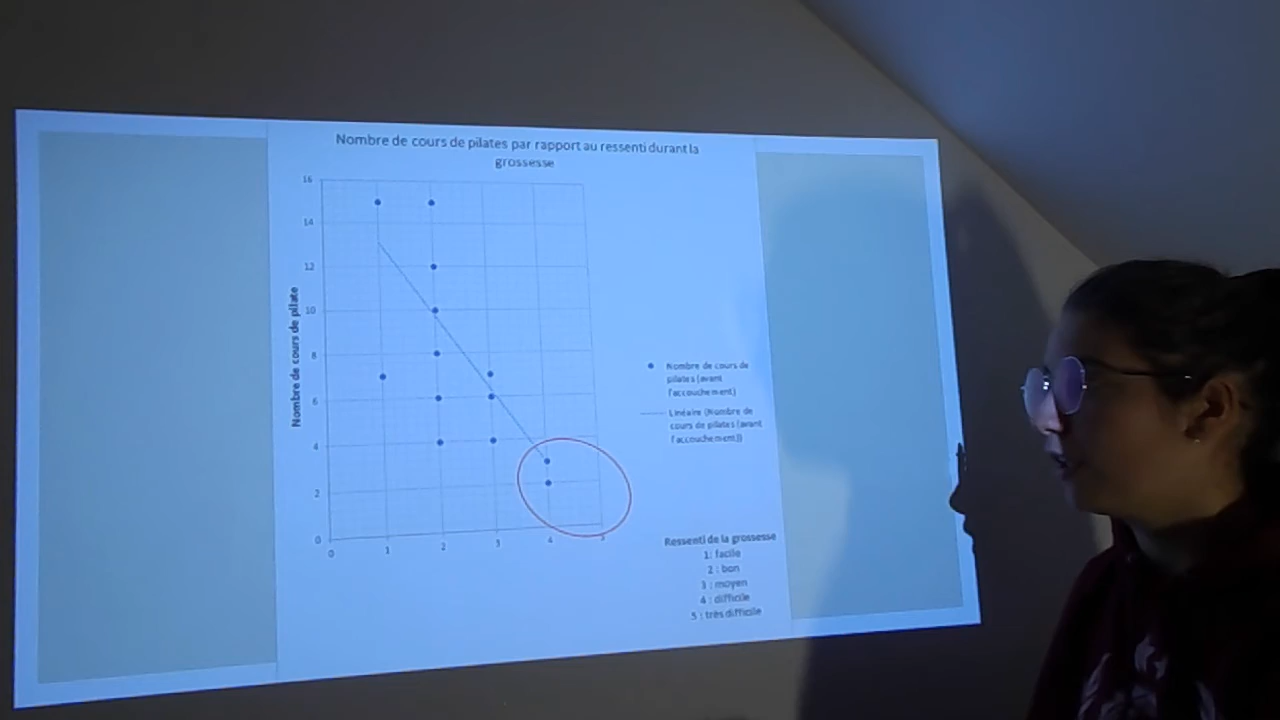 Nombre de cours de pilates par rapport au ressenti durant la
grossesse
16
14
12
10
8
6
4
2
0
Nombre de cours de pilate
0 1 2 3 4 5
Nombre de cours de
pilates (avant
l'accouchement)
Linéaire (Nombre de
cours de pilates (avant
l'accouchement))
Ressenti de la grossesse
1: facile
2 : bon
3 : moyen
4 : difficile
5 : très difficile